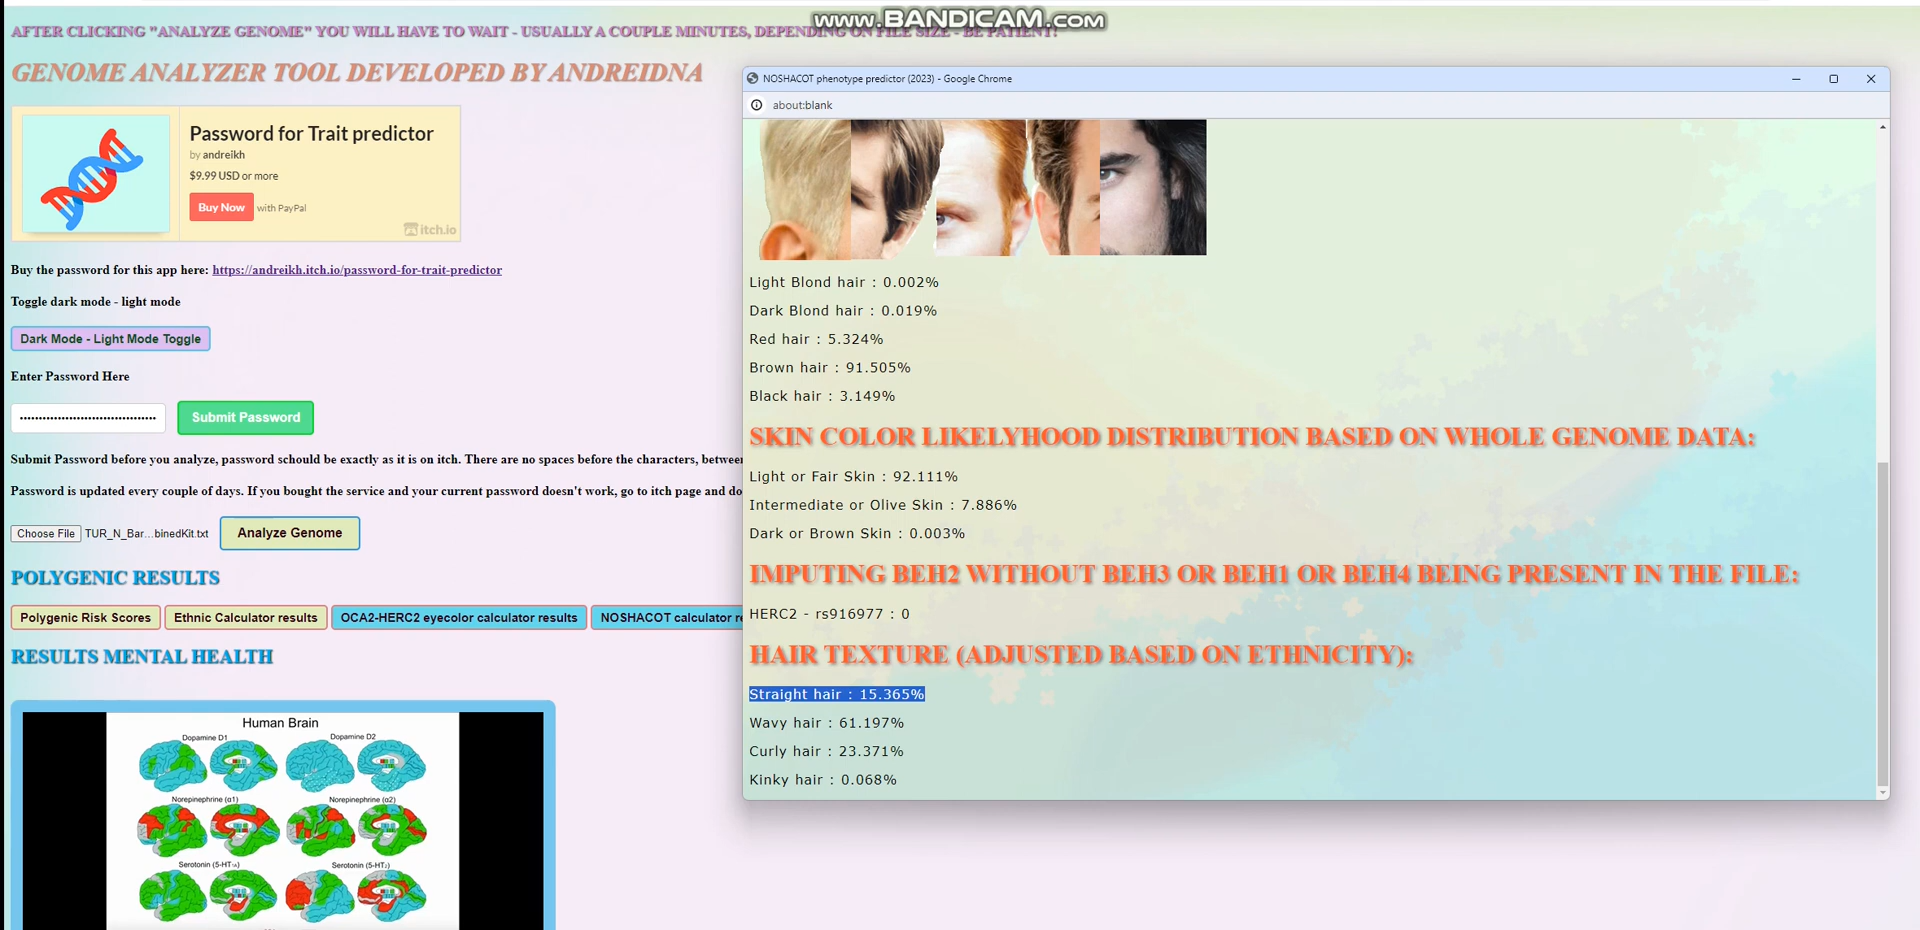 www.BANDICAM.com
AFTER CLICKING "ANALYZE GENOME" YOU WILL HAVE TO WAIT - USUALLY A COUPLE MINUTES, DEPENDING ON FILE SIZE - BE PATIENT!
GENOME ANALYZER TOOL DEVELOPED BY ANDREIDNA
Password for Trait predictor
by andreikh
$9.99 USD or more
Buy Now with PayPal
itch.io
Buy the password for this app here: https://andreikh.itch.io/password-for-trait-predictor
Toggle dark mode - light mode
Dark Mode - Light Mode Toggle
Enter Password Here
Submit Password
Submit Password before you analyze, password schould be exactly as it is on itch. There are no spaces before the characters, between
Password is updated every couple of days. If you bought the service and your current password doesn't work, go to itch page and do
Choose File TUR_N_Bar...binedKit.txt Analyze Genome
POLYGENIC RESULTS
Polygenic Risk Scores Ethnic Calculator results OCA2-HERC2 eyecolor calculator results NOSHACOT calculator re
RESULTS MENTAL HEALTH
Human Brain
Dopamine D1 Dopamine D2
Norepinephrine (α1) Norepinephrine (α2)
Serotonin (5-HT1A) Serotonin (5-HT2)
NOSHACOT phenotype predictor (2023) - Google Chrome
about:blank
Light Blond hair : 0.002%
Dark Blond hair : 0.019%
Red hair : 5.324%
Brown hair : 91.505%
Black hair : 3.149%
SKIN COLOR LIKELYHOOD DISTRIBUTION BASED ON WHOLE GENOME DATA:
Light or Fair Skin : 92.111%
Intermediate or Olive Skin : 7.886%
Dark or Brown Skin : 0.003%
IMPUTING BEH2 WITHOUT BEH3 OR BEH1 OR BEH4 BEING PRESENT IN THE FILE:
HERC2 - rs916977 : 0
HAIR TEXTURE (ADJUSTED BASED ON ETHNICITY):
Straight hair : 15.365%
Wavy hair : 61.197%
Curly hair : 23.371%
Kinky hair : 0.068%